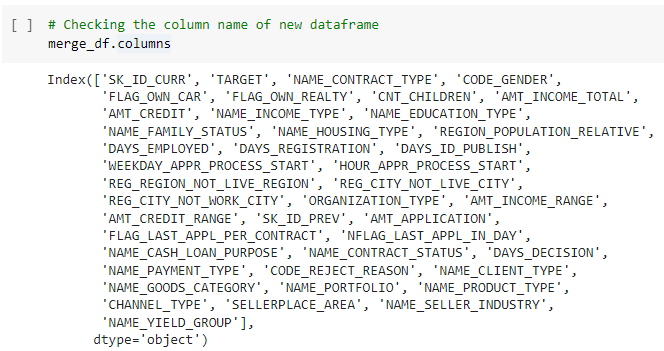 [ ] # Checking the column name of new dataframe
merge_df.columns
Index(['SK_ID_CURR', 'TARGET', 'NAME_CONTRACT_TYPE', 'CODE_GENDER',
'FLAG_OWN_CAR', 'FLAG_OWN_REALTY', 'CNT_CHILDREN', 'AMT_INCOME_TOTAL',
'AMT_CREDIT', 'NAME_INCOME_TYPE', 'NAME_EDUCATION_TYPE',
'NAME_FAMILY_STATUS', 'NAME_HOUSING_TYPE', 'REGION_POPULATION_RELATIVE',
'DAYS_EMPLOYED', 'DAYS_REGISTRATION', 'DAYS_ID_PUBLISH',
'WEEKDAY_APPR_PROCESS_START', 'HOUR_APPR_PROCESS_START',
'REG_REGION_NOT_LIVE_REGION', 'REG_CITY_NOT_LIVE_CITY',
'REG_CITY_NOT_WORK_CITY', 'ORGANIZATION_TYPE', 'AMT_INCOME_RANGE',
'AMT_CREDIT_RANGE', 'SK_ID_PREV', 'AMT_APPLICATION',
'FLAG_LAST_APPL_PER_CONTRACT', 'NFLAG_LAST_APPL_IN_DAY',
'NAME_CASH_LOAN_PURPOSE', 'NAME_CONTRACT_STATUS', 'DAYS_DECISION',
'NAME_PAYMENT_TYPE', 'CODE_REJECT_REASON', 'NAME_CLIENT_TYPE',
'NAME_GOODS_CATEGORY', 'NAME_PORTFOLIO', 'NAME_PRODUCT_TYPE',
'CHANNEL_TYPE', 'SELLERPLACE_AREA', 'NAME_SELLER_INDUSTRY',
'NAME_YIELD_GROUP'],
dtype='object')